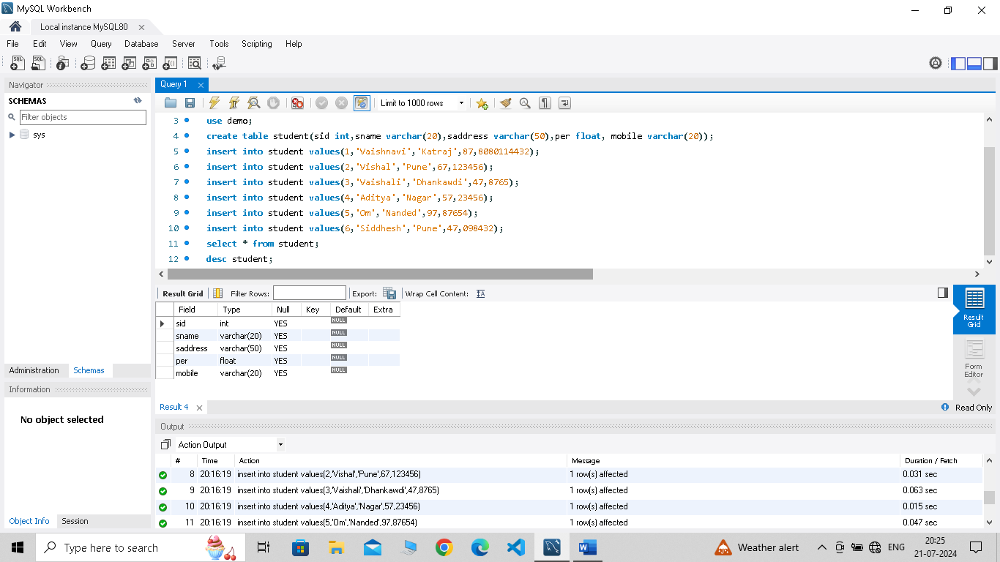 MySQL Workbench
Local instance MySQL80
File Edit View Query Database Server Tools Scripting Help
Navigator
SCHEMAS
Filter objects
sys
Administration Schemas
Information
No object selected
Object Info Session
Query 1
Limit to 1000 rows
3 use demo;
4 create table student(sid int,sname varchar(20),saddress varchar(50),per float, mobile varchar(20));
5 insert into student values(1,'Vaishnavi','Katraj',87,8080114432);
6 insert into student values(2,'Vishal','Pune',67,123456);
7 insert into student values(3,'Vaishali','Dhankawdi',47,8765);
8 insert into student values(4,'Aditya','Nagar',57,23456);
9 insert into student values(5,'Om','Nanded',97,87654);
10 insert into student values(6,'Siddhesh','Pune',47,098432);
11 select * from student;
12 desc student;
Result Grid Filter Rows: Export: Wrap Cell Content:
Field Type Null Key Default Extra
sid int YES NULL
sname varchar(20) YES NULL
saddress varchar(50) YES NULL
per float YES NULL
mobile varchar(20) YES NULL
Result Grid
Form Editor
Result 4
Read Only
Output
Action Output
# Time Action Message Duration / Fetch
8 20:16:19 insert into student values(2,'Vishal','Pune',67,123456) 1 row(s) affected 0.031 sec
9 20:16:19 insert into student values(3,'Vaishali','Dhankawdi',47,8765) 1 row(s) affected 0.063 sec
10 20:16:19 insert into student values(4,'Aditya','Nagar',57,23456) 1 row(s) affected 0.015 sec
11 20:16:19 insert into student values(5,'Om','Nanded',97,87654) 1 row(s) affected 0.047 sec
Type here to search
Weather alert
ENG
20:25
21-07-2024